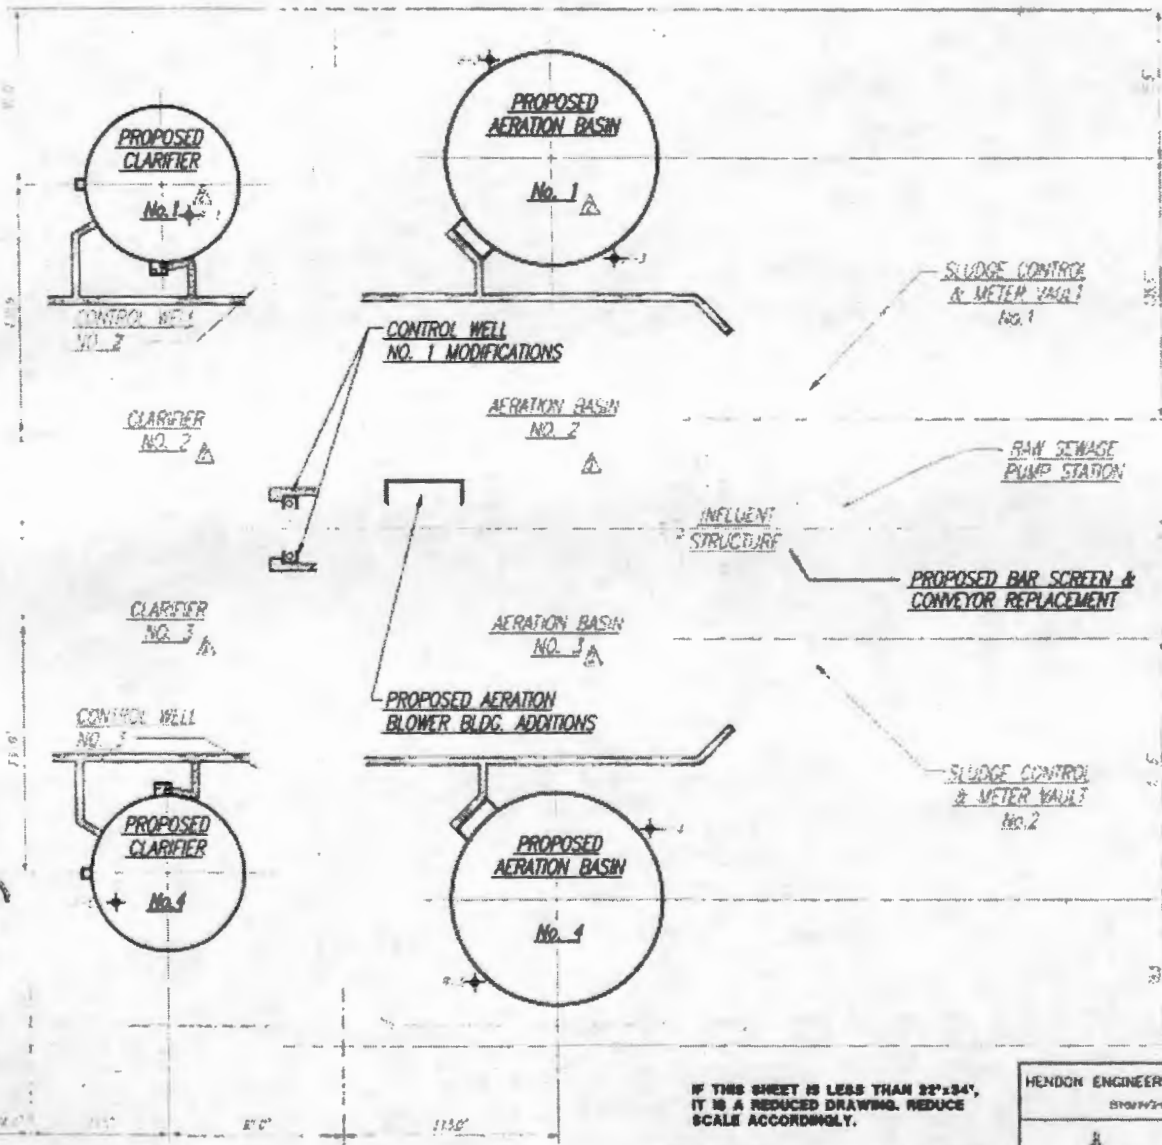 PROPOSED
CLARIFIER
No. 1
PROPOSED
AERATION BASIN
No. 1
CONTROL WELL
NO. 2
CONTROL WELL
NO. 1 MODIFICATIONS
SLUDGE CONTROL
& METER VAULT
No.1
CLARIFIER
NO. 2
AERATION BASIN
NO. 2
RAW SEWAGE
PUMP STATION
INFLUENT
STRUCTURE
PROPOSED BAR SCREEN &
CONVEYOR REPLACEMENT
CLARIFIER
NO. 3
AERATION BASIN
NO. 3
PROPOSED AERATION
BLOWER BLDG. ADDITIONS
CONTROL WELL
NO. 3
SLUDGE CONTROL
& METER VAULT
No.2
PROPOSED
CLARIFIER
No.4
PROPOSED
AERATION BASIN
No. 4
115.0'
IF THIS SHEET IS LESS THAN 22"x34",
IT IS A REDUCED DRAWING. REDUCE
SCALE ACCORDINGLY.
HENDON ENGINEER